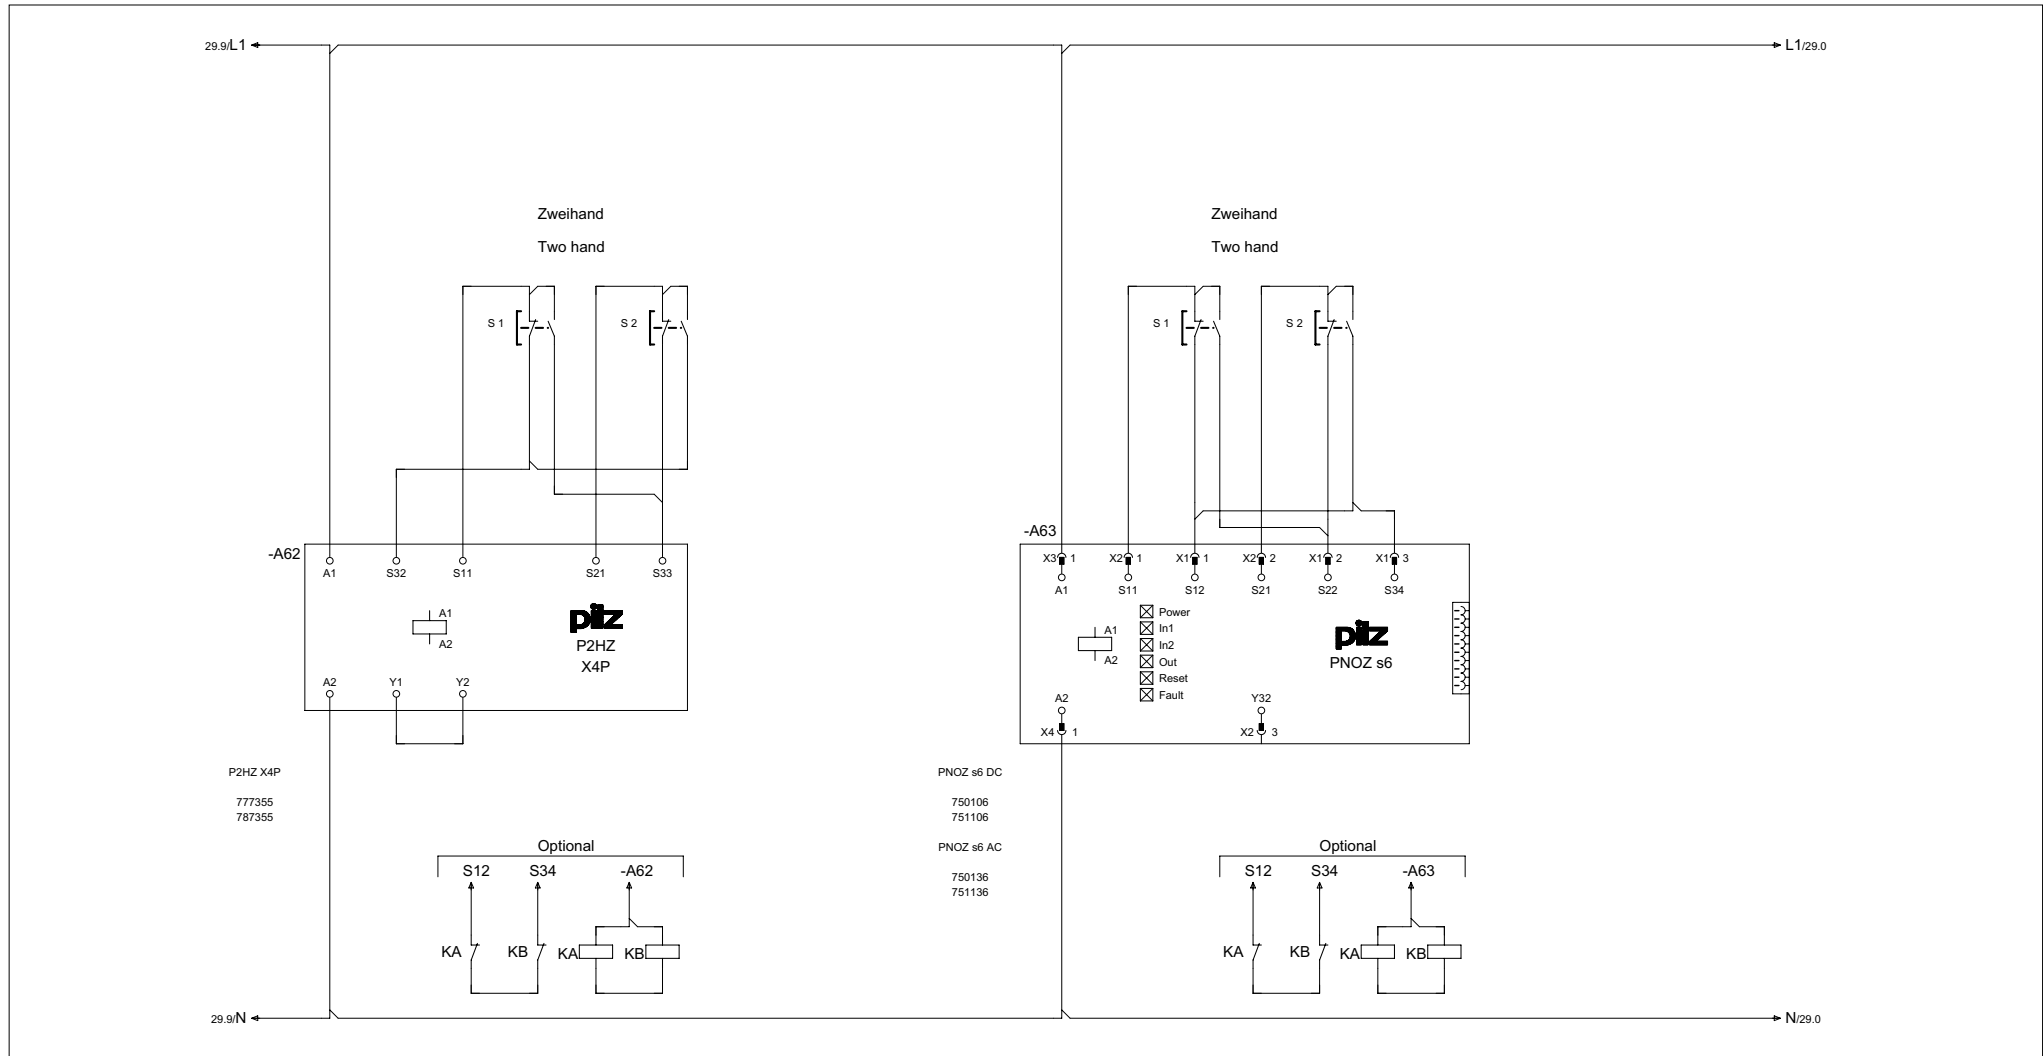 29.9/L1 L1/29.0
Zweihand Zweihand
Two hand Two hand
S 1 S 2 S 1 S 2
-A62 -A63
X3 1 X2 1 X1 1 X2 2 X1 2 X1 3
A1 S32 S11 S21 S33
A1 S11 S12 S21 S22 S34
A1
A2
pilz
P2HZ
X4P
A2 Y1 Y2
A1
A2
Power
In1
In2
Out
Reset
Fault
pilz
PNOZ s6
A2 Y32
X4 1 X2 3
P2HZ X4P
777355
787355
PNOZ s6 DC
750106
751106
PNOZ s6 AC
750136
751136
Optional
S12 S34 -A62
KA KB KA KB
Optional
S12 S34 -A63
KA KB KA KB
29.9/N N/29.0